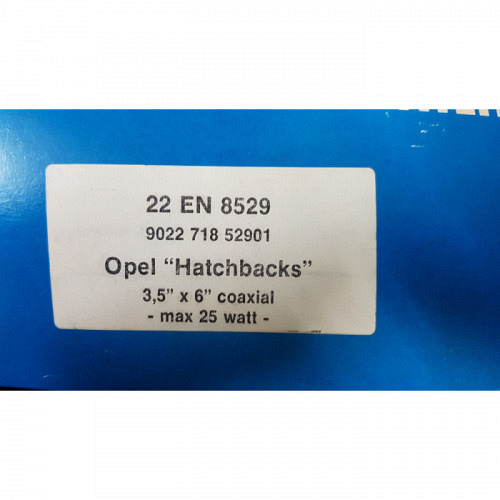 22 EN 8529
9022 718 52901
Opel “Hatchbacks”
3,5” x 6” coaxial
- max 25 watt -